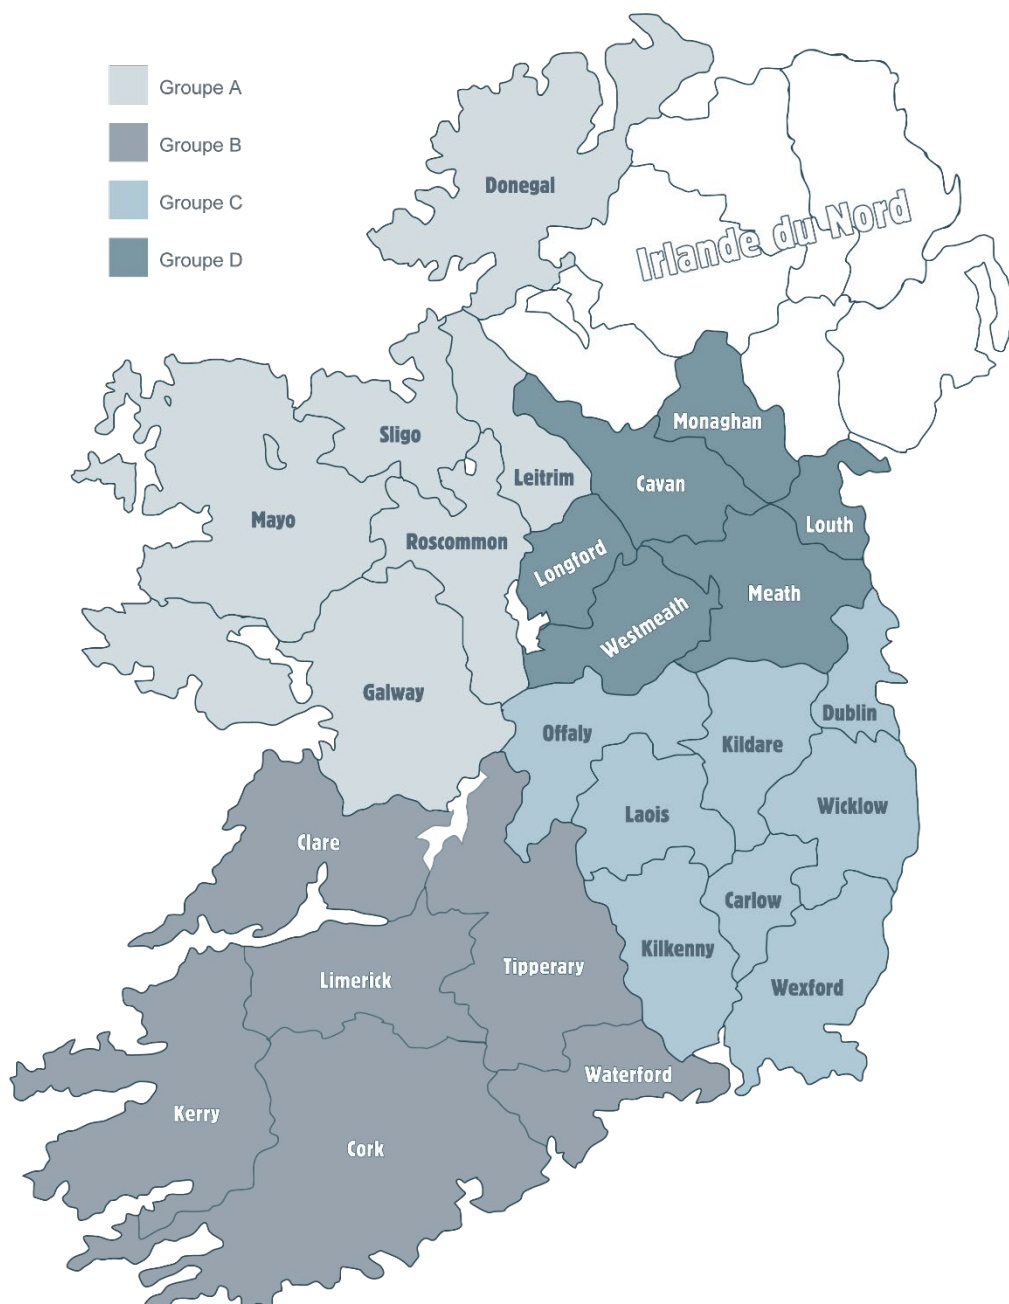 Groupe A
Groupe B
Groupe C
Groupe D
Donegal
Irlande du Nord
Monaghan
Sligo
Leitrim
Cavan
Mayo
Louth
Roscommon
Longford
Meath
Westmeath
Galway
Offaly
Dublin
Kildare
Wicklow
Laois
Clare
Carlow
Kilkenny
Tipperary
Limerick
Wexford
Waterford
Kerry
Cork